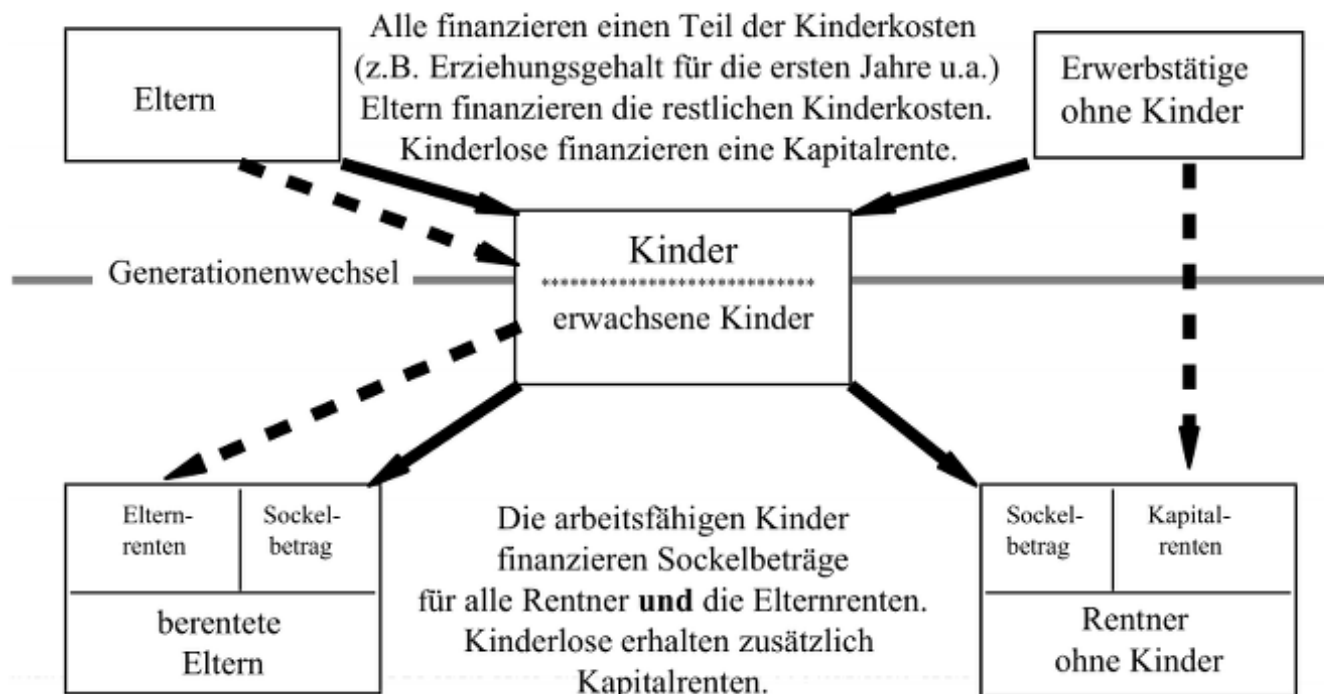 Alle finanzieren einen Teil der Kinderkosten
(z.B. Erziehungsgehalt für die ersten Jahre u.a.)
Eltern finanzieren die restlichen Kinderkosten.
Kinderlose finanzieren eine Kapitalrente.
Eltern
Erwerbstätige
ohne Kinder
Kinder
**************************
erwachsene Kinder
Generationenwechsel
Eltern-
renten
Sockel-
betrag
berentete
Eltern
Die arbeitsfähigen Kinder
finanzieren Sockelbeträge
für alle Rentner und die Elternrenten.
Kinderlose erhalten zusätzlich
Kapitalrenten.
Sockel-
betrag
Kapital-
renten
Rentner
ohne Kinder